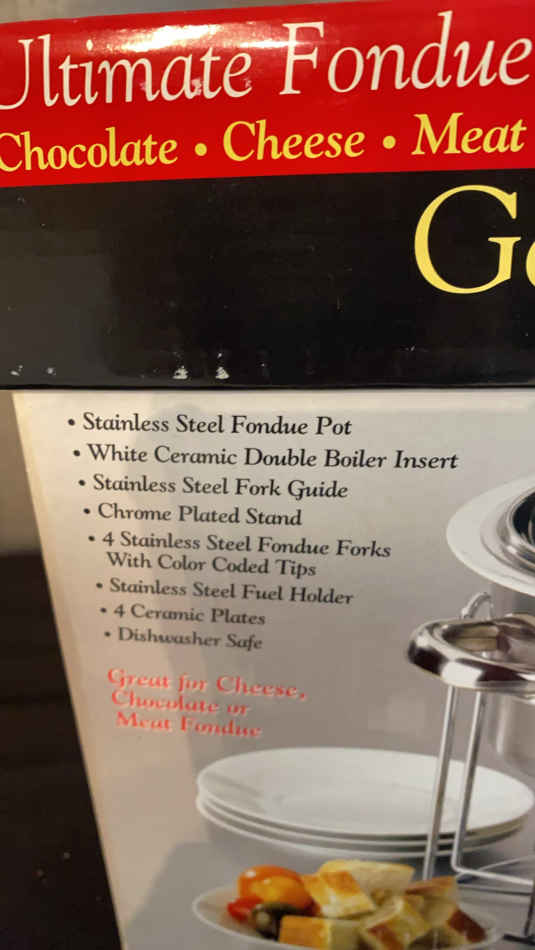 Ultimate Fondue
Chocolate • Cheese • Meat
• Stainless Steel Fondue Pot
• White Ceramic Double Boiler Insert
• Stainless Steel Fork Guide
• Chrome Plated Stand
• 4 Stainless Steel Fondue Forks
With Color Coded Tips
• Stainless Steel Fuel Holder
• 4 Ceramic Plates
• Dishwasher Safe
Great for Cheese,
Chocolate or
Meat Fondue